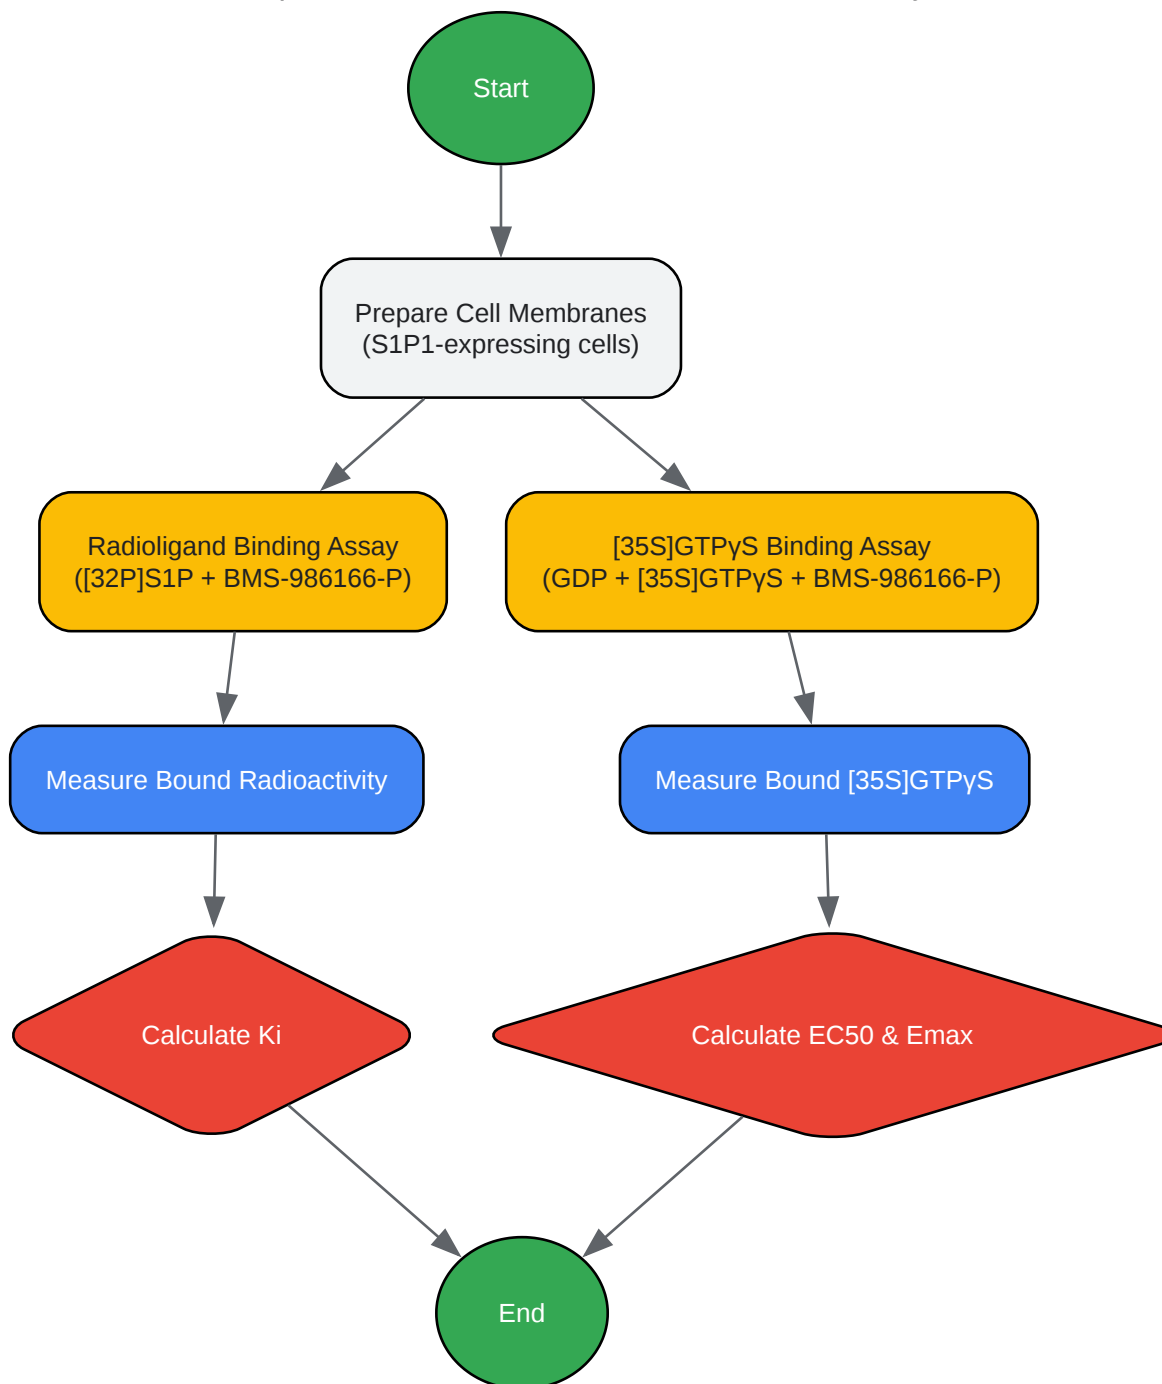 Start
Prepare Cell Membranes
(S1P1-expressing cells)
Radioligand Binding Assay
([32P]S1P + BMS-986166-P)
[35S]GTPγS Binding Assay
(GDP + [35S]GTPγS + BMS-986166-P)
Measure Bound Radioactivity
Measure Bound [35S]GTPγS
Calculate Ki
Calculate EC50 & Emax
End